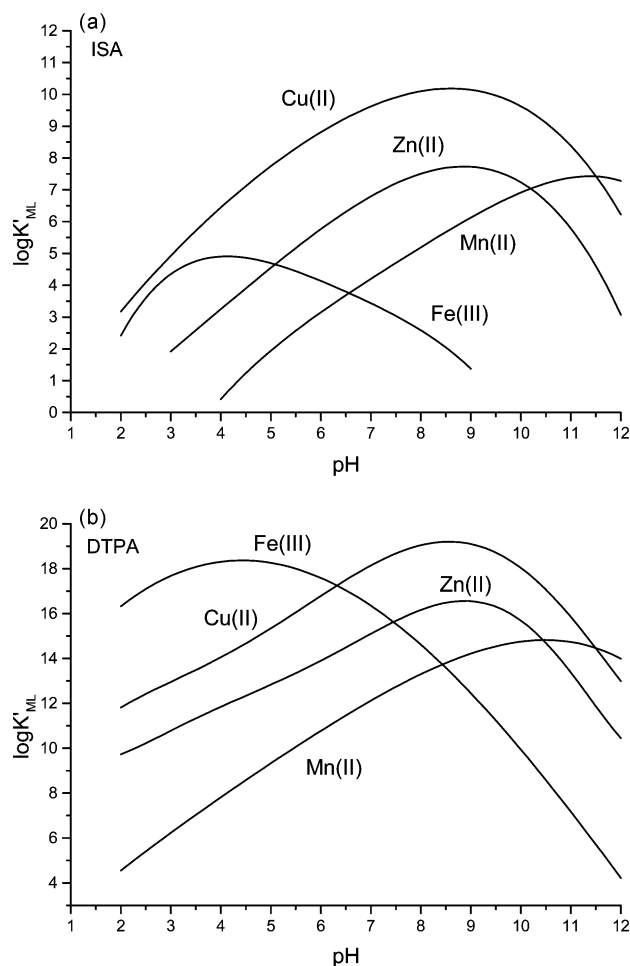 (a)
ISA
12
11
10
9
8
7
6
5
4
3
2
1
0
logK'ML
Cu(II)
Zn(II)
Mn(II)
Fe(III)
1 2 3 4 5 6 7 8 9 10 11 12
pH
(b)
DTPA
20
18
16
14
12
10
8
6
4
logK'ML
Fe(III)
Zn(II)
Cu(II)
Mn(II)
1 2 3 4 5 6 7 8 9 10 11 12
pH